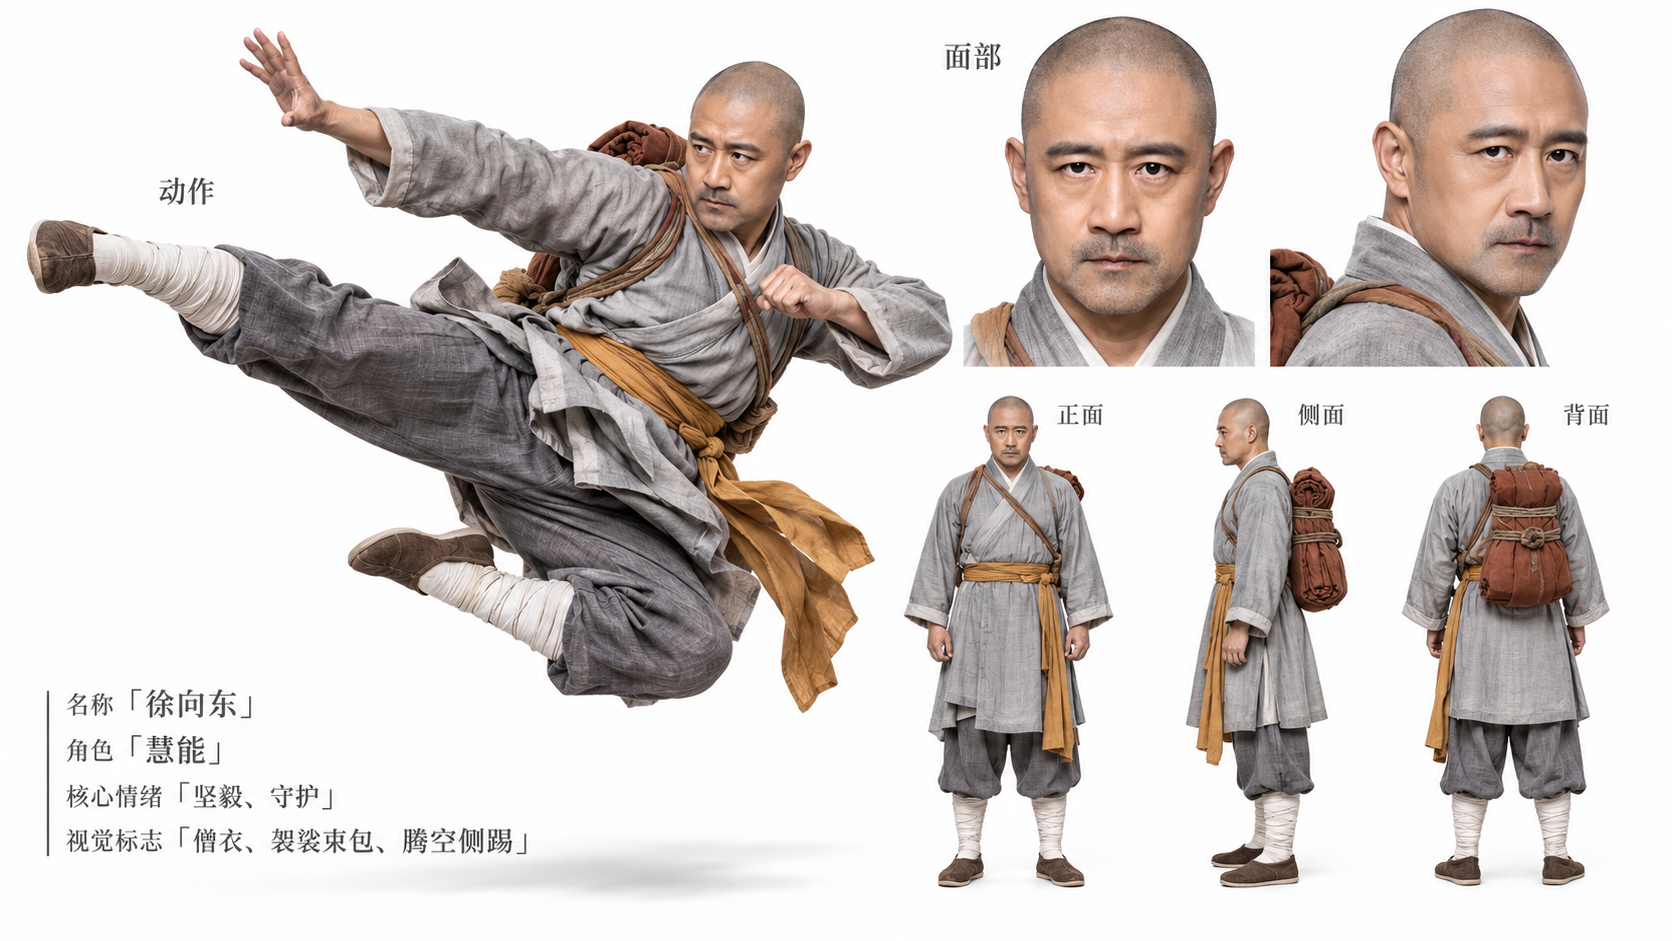 动作
面部
正面
侧面
背面
名称「徐向东」
角色「慧能」
核心情绪「坚毅、守护」
视觉标志「僧衣、袈裟束包、腾空侧踢」